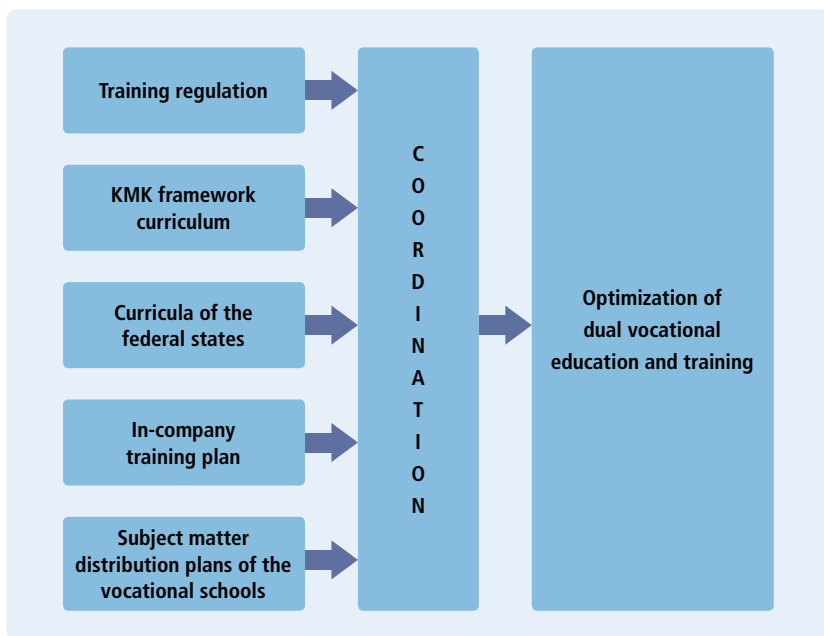 Training regulation
KMK framework
curriculum
Curricula of the
federal states
In-company
training plan
Subject matter
distribution plans of the
vocational schools
C
O
O
R
D
I
N
A
T
I
O
N
Optimization of
dual vocational
education and training